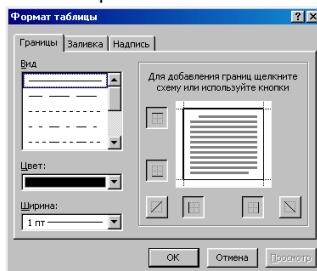 Формат таблицы
Границы Заливка Надпись
Вид
Для добавления границ щелкните
схему или используйте кнопки
Цвет:
Ширина:
1 пт
ОК Отмена Просмотр